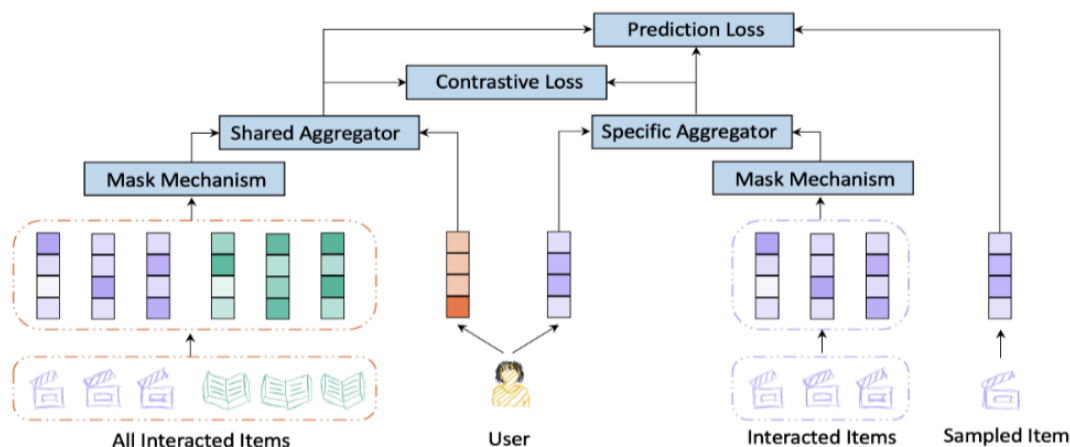 Prediction Loss
Contrastive Loss
Shared Aggregator
Specific Aggregator
Mask Mechanism
Mask Mechanism
All Interacted Items
User
Interacted Items
Sampled Item